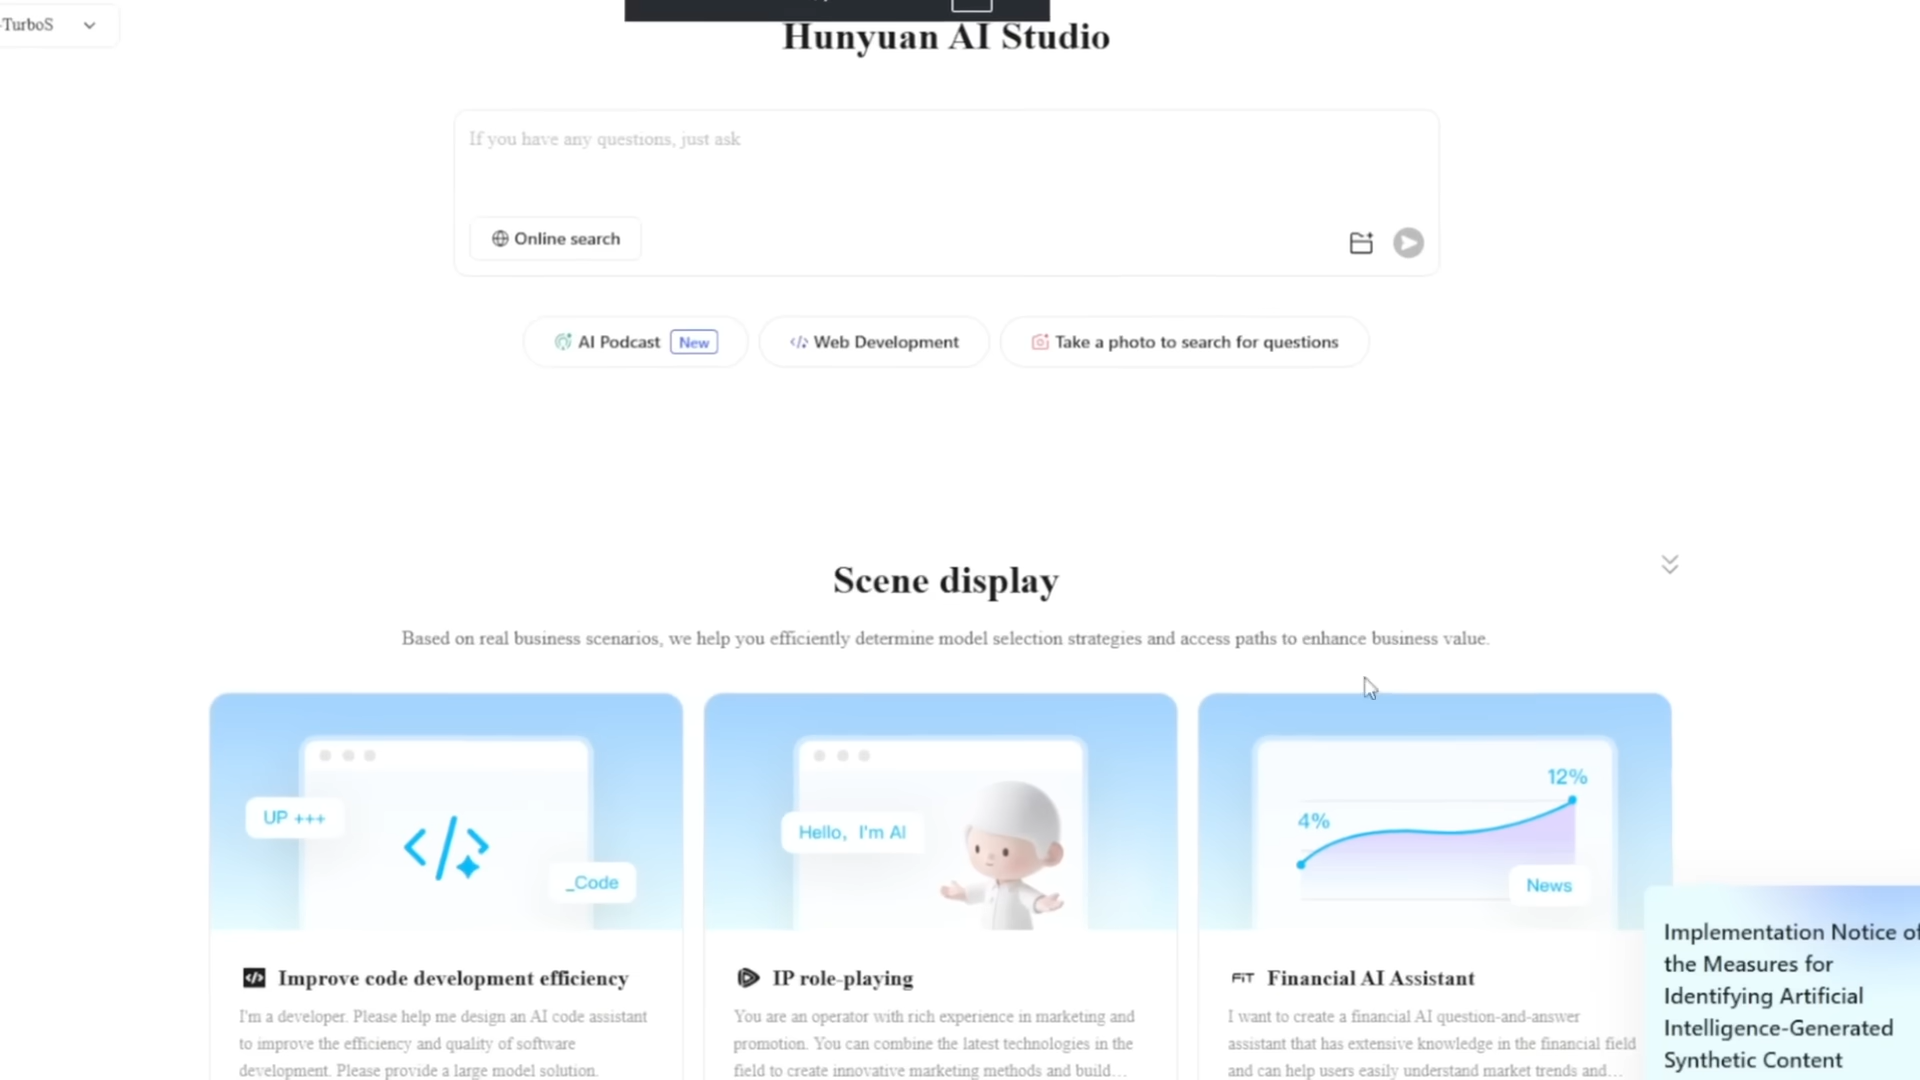 -TurboS
Hunyuan AI Studio
If you have any questions, just ask
Online search
AI Podcast New
Web Development
Take a photo to search for questions
Scene display
Based on real business scenarios, we help you efficiently determine model selection strategies and access paths to enhance business value.
UP +++
_Code
Hello, I'm AI
4%
12%
News
Improve code development efficiency
I'm a developer. Please help me design an AI code assistant
to improve the efficiency and quality of software
development. Please provide a large model solution.
IP role-playing
You are an operator with rich experience in marketing and
promotion. You can combine the latest technologies in the
field to create innovative marketing methods and build...
FiT Financial AI Assistant
I want to create a financial AI question-and-answer
assistant that has extensive knowledge in the financial field
and can help users easily understand market trends and...
Implementation Notice of
the Measures for
Identifying Artificial
Intelligence-Generated
Synthetic Content